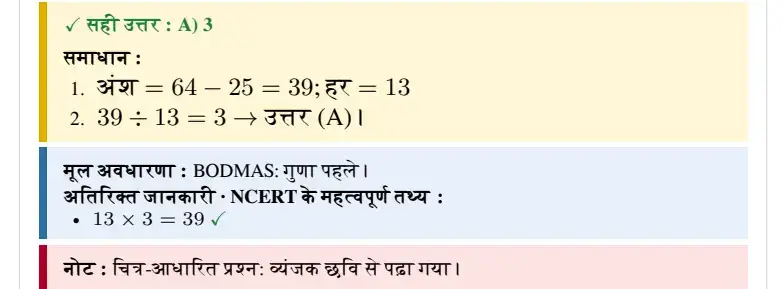 ✓ सही उत्तर : A) 3
समाधान :
1. अंश = 64 − 25 = 39; हर = 13
2. 39 ÷ 13 = 3 → उत्तर (A)।
मूल अवधारणा : BODMAS: गुणा पहले।
अतिरिक्त जानकारी · NCERT के महत्वपूर्ण तथ्य :
• 13 × 3 = 39 ✓
नोट : चित्र-आधारित प्रश्न: व्यंजक छवि से पढ़ा गया।